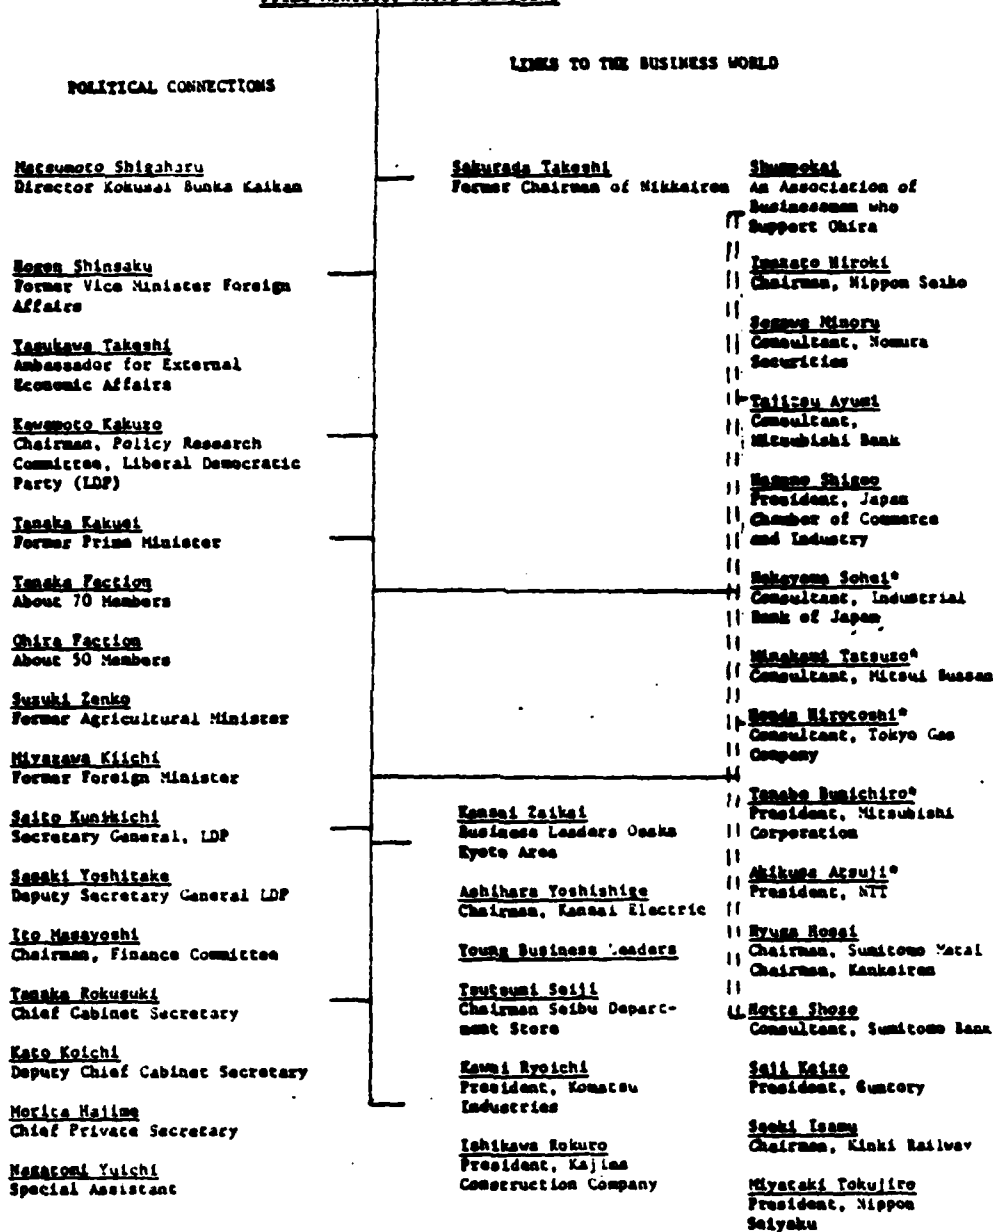 POLITICAL CONNECTIONS
Matsumoto Shigaharu
Director Kokusai Bunka Kaikan
Hogen Shinsaku
Former Vice Minister Foreign
Affairs
Yasukawa Takeshi
Ambassador for External
Economic Affairs
Kawamoto Kakuzo
Chairman, Policy Research
Committee, Liberal Democratic
Party (LDP)
Tanaka Kakuei
Former Prime Minister
Tanaka Faction
About 70 Members
Ohira Faction
About 50 Members
Suzuki Zenko
Former Agricultural Minister
Miyazawa Kiichi
Former Foreign Minister
Saito Kunikichi
Secretary General, LDP
Sasaki Yoshitake
Deputy Secretary General LDP
Ito Masayoshi
Chairman, Finance Committee
Tanaka Rokusuki
Chief Cabinet Secretary
Kato Koichi
Deputy Chief Cabinet Secretary
Morita Hajime
Chief Private Secretary
Nagatomi Yuichi
Special Assistant
LINKS TO THE BUSINESS WORLD
Sakurada Takeshi
Former Chairman of Nikkeiren
Kansai Zaikai
Business Leaders Osaka
Kyoto Area
Ashihara Yoshishige
Chairman, Kansai Electric
Young Business Leaders
Tsutsumi Seiji
Chairman Seibu Depart-
ment Store
Kawai Ryoichi
President, Komatsu
Industries
Ishikawa Rokuro
President, Kajima
Construction Company
Shunpokai
An Association of
Businessmen who
Support Ohira
Imazato Hiroki
Chairman, Nippon Seiko
Segawa Minoru
Consultant, Nomura
Securities
Tajitsu Ayumi
Consultant,
Mitsubishi Bank
Nagano Shigeo
President, Japan
Chamber of Commerce
and Industry
Nakayama Sohei*
Consultant, Industrial
Bank of Japan
Minakami Tatsuzo*
Consultant, Mitsui Bussan
Honda Hirotoshi*
Consultant, Tokyo Gas
Company
Tanabe Bunichiro*
President, Mitsubishi
Corporation
Akikusa Atsuji*
President, NTT
Hyuga Hosai
Chairman, Sumitomo Metal
Chairman, Kankeiren
Hotta Shozo
Consultant, Sumitomo Bank
Saji Kaizo
President, Suntory
Saeki Isamu
Chairman, Kinki Railway
Miyataki Tokujiro
President, Nippon
Seiyaku